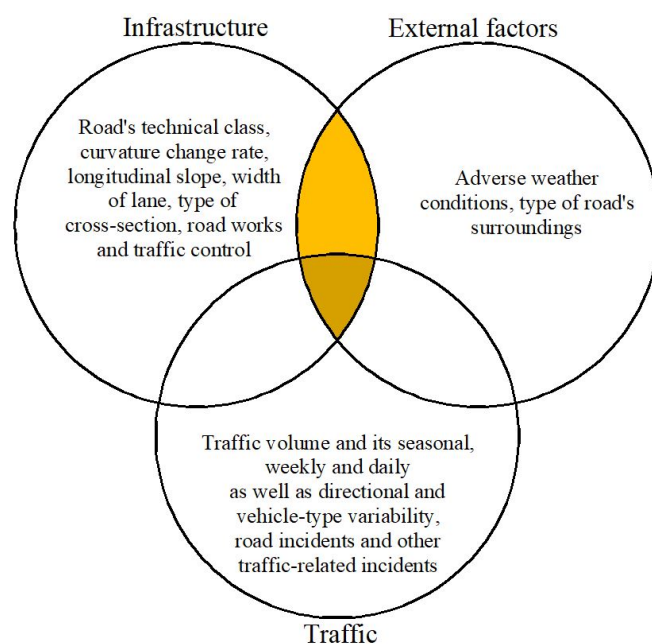 Infrastructure
External factors
Road's technical class,
curvature change rate,
longitudinal slope, width
of lane, type of
cross-section, road works
and traffic control
Adverse weather
conditions, type of road's
surroundings
Traffic volume and its seasonal,
weekly and daily
as well as directional and
vehicle-type variability,
road incidents and other
traffic-related incidents
Traffic